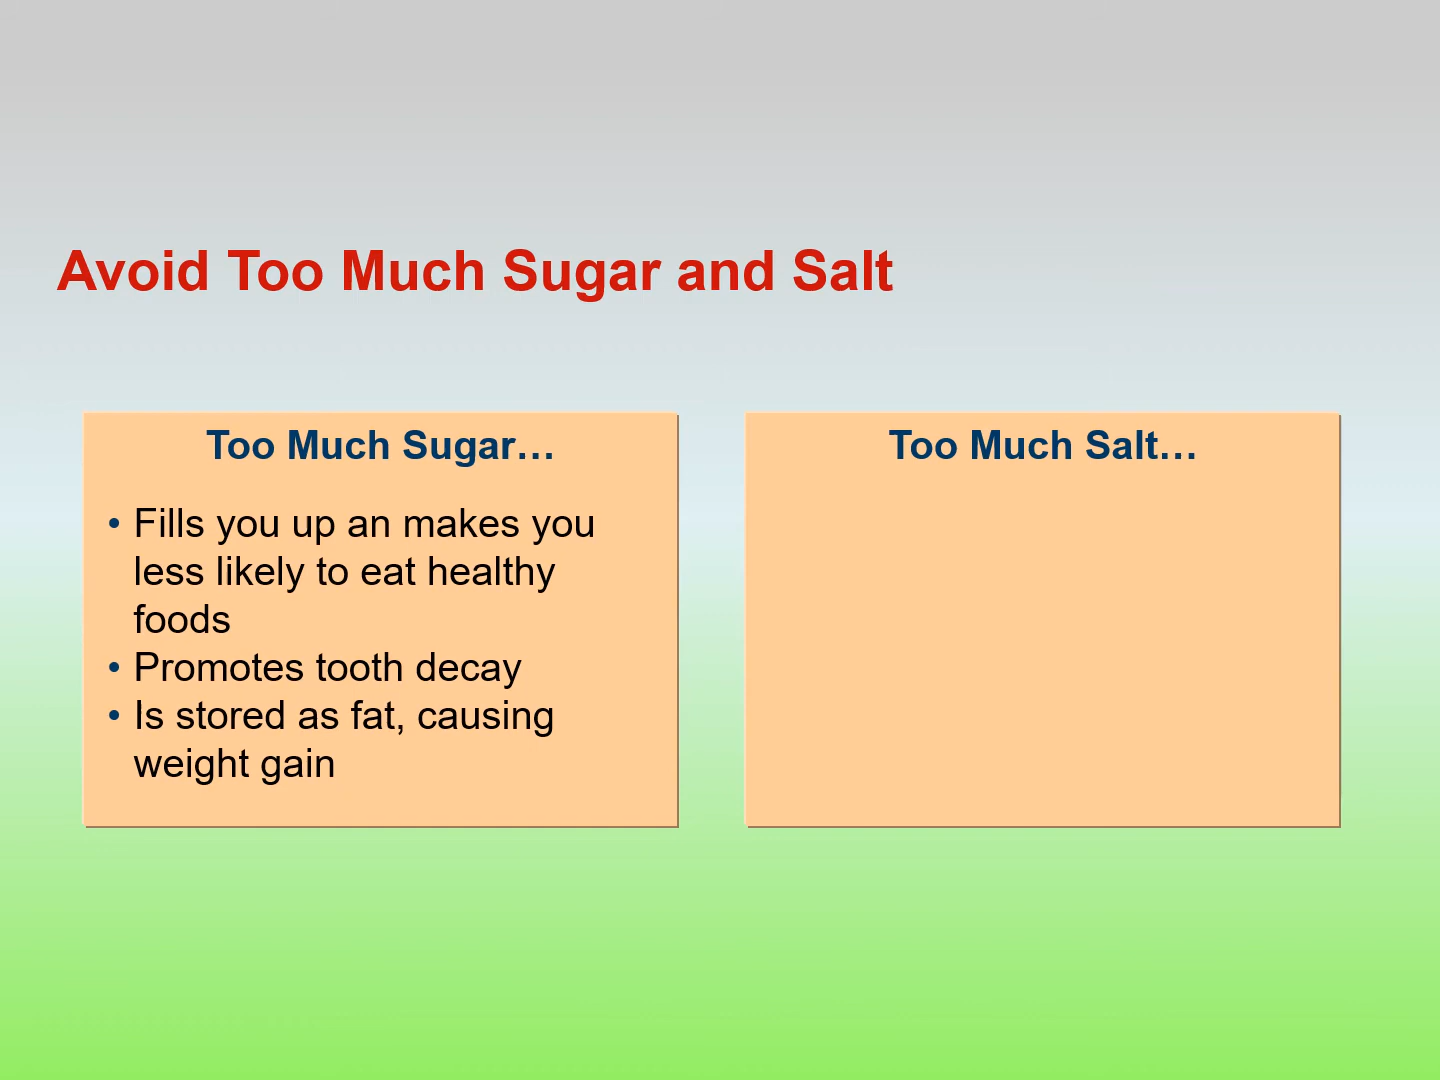 Avoid Too Much Sugar and Salt
Too Much Sugar…
• Fills you up an makes you
less likely to eat healthy
foods
• Promotes tooth decay
• Is stored as fat, causing
weight gain
Too Much Salt…